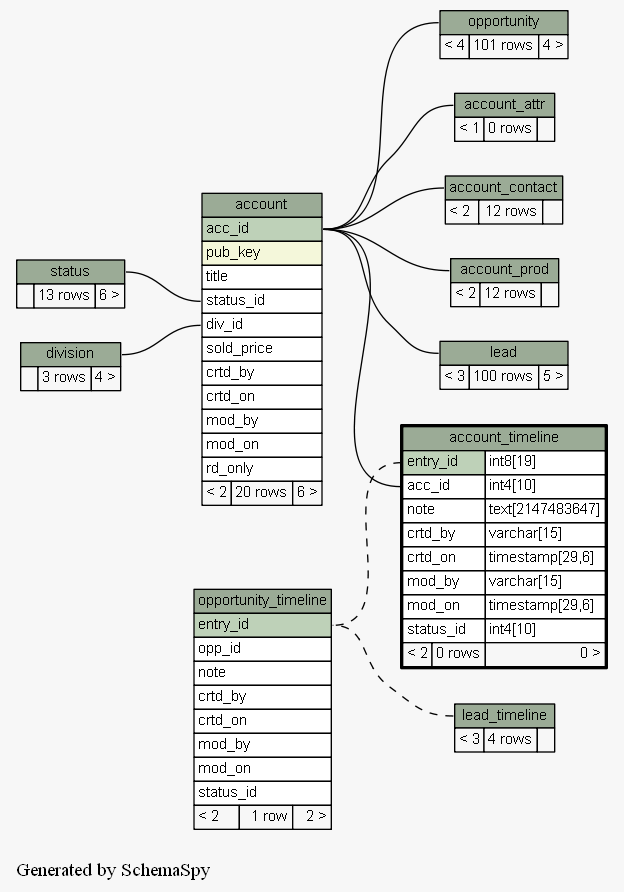 opportunity
< 4 101 rows 4 >
account_attr
< 1 0 rows
account_contact
< 2 12 rows
account_prod
< 2 12 rows
lead
< 3 100 rows 5 >
account
acc_id
pub_key
title
status_id
div_id
sold_price
crtd_by
crtd_on
mod_by
mod_on
rd_only
< 2 20 rows 6 >
status
13 rows 6 >
division
3 rows 4 >
account_timeline
entry_id int8[19]
acc_id int4[10]
note text[2147483647]
crtd_by varchar[15]
crtd_on timestamp[29,6]
mod_by varchar[15]
mod_on timestamp[29,6]
status_id int4[10]
< 2 0 rows 0 >
opportunity_timeline
entry_id
opp_id
note
crtd_by
crtd_on
mod_by
mod_on
status_id
< 2 1 row 2 >
lead_timeline
< 3 4 rows
Generated by SchemaSpy